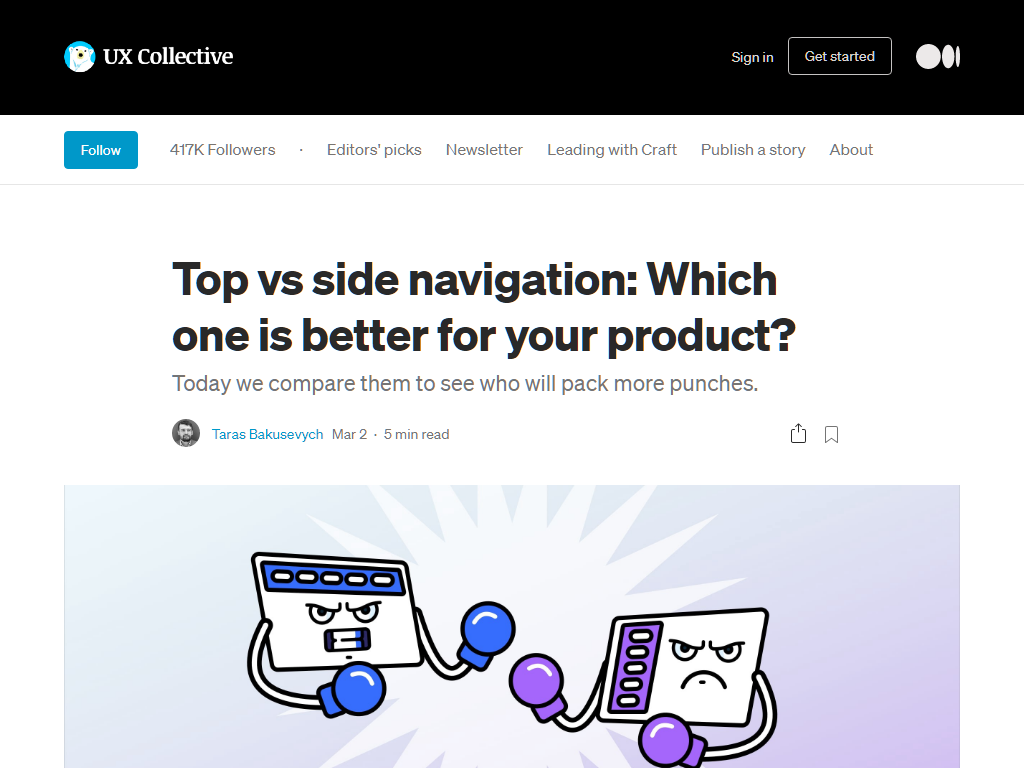 UX Collective
Sign in
Get started
Follow
417K Followers · Editors' picks Newsletter Leading with Craft Publish a story About
Top vs side navigation: Which
one is better for your product?
Today we compare them to see who will pack more punches.
Taras Bakusevych Mar 2 · 5 min read